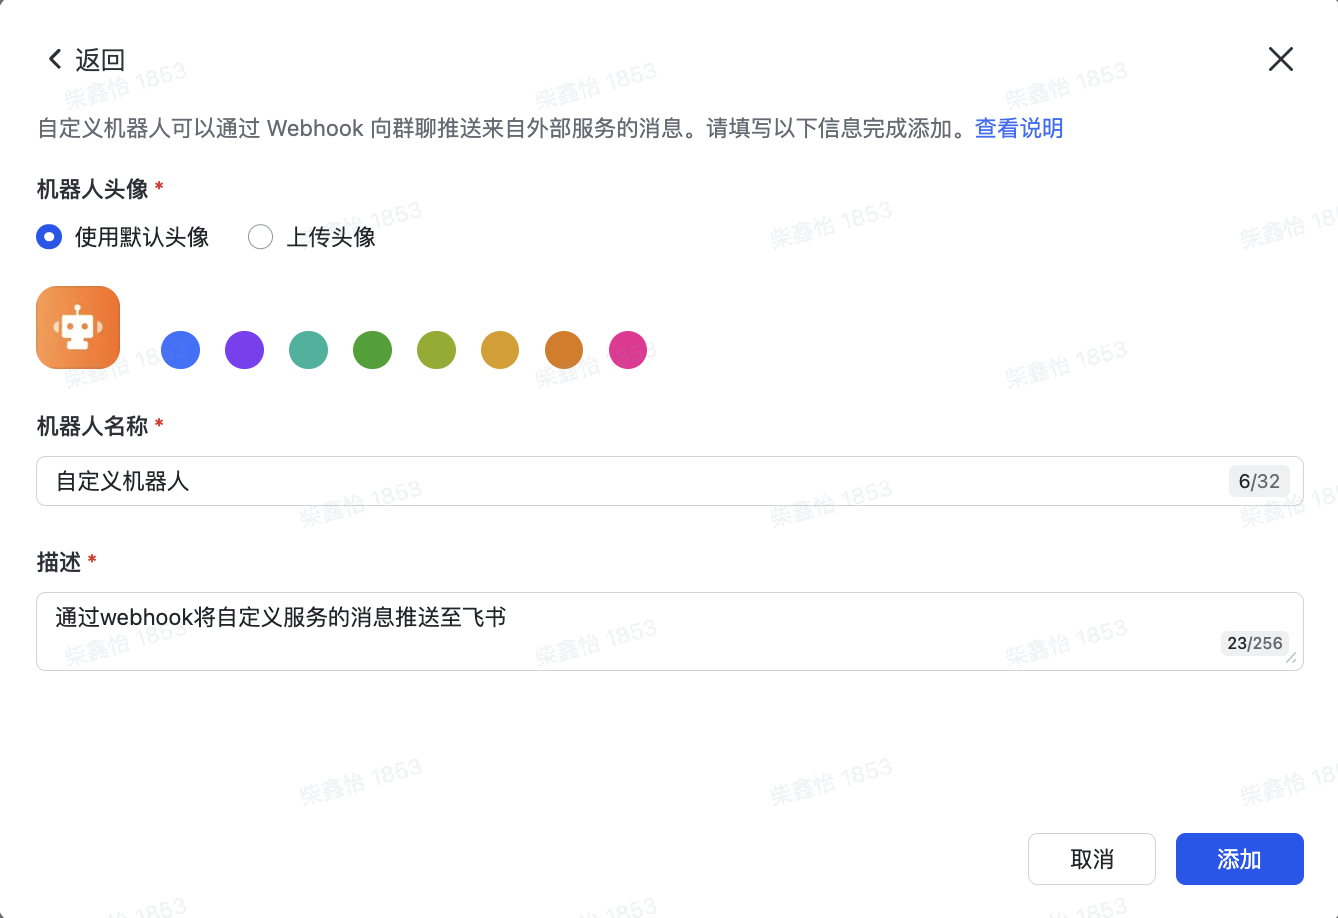 返回
自定义机器人可以通过 Webhook 向群聊推送来自外部服务的消息。请填写以下信息完成添加。查看说明
机器人头像 *
使用默认头像 上传头像
机器人名称 *
自定义机器人 6/32
描述 *
通过webhook将自定义服务的消息推送至飞书
23/256
取消 添加
柴鑫怡 1853